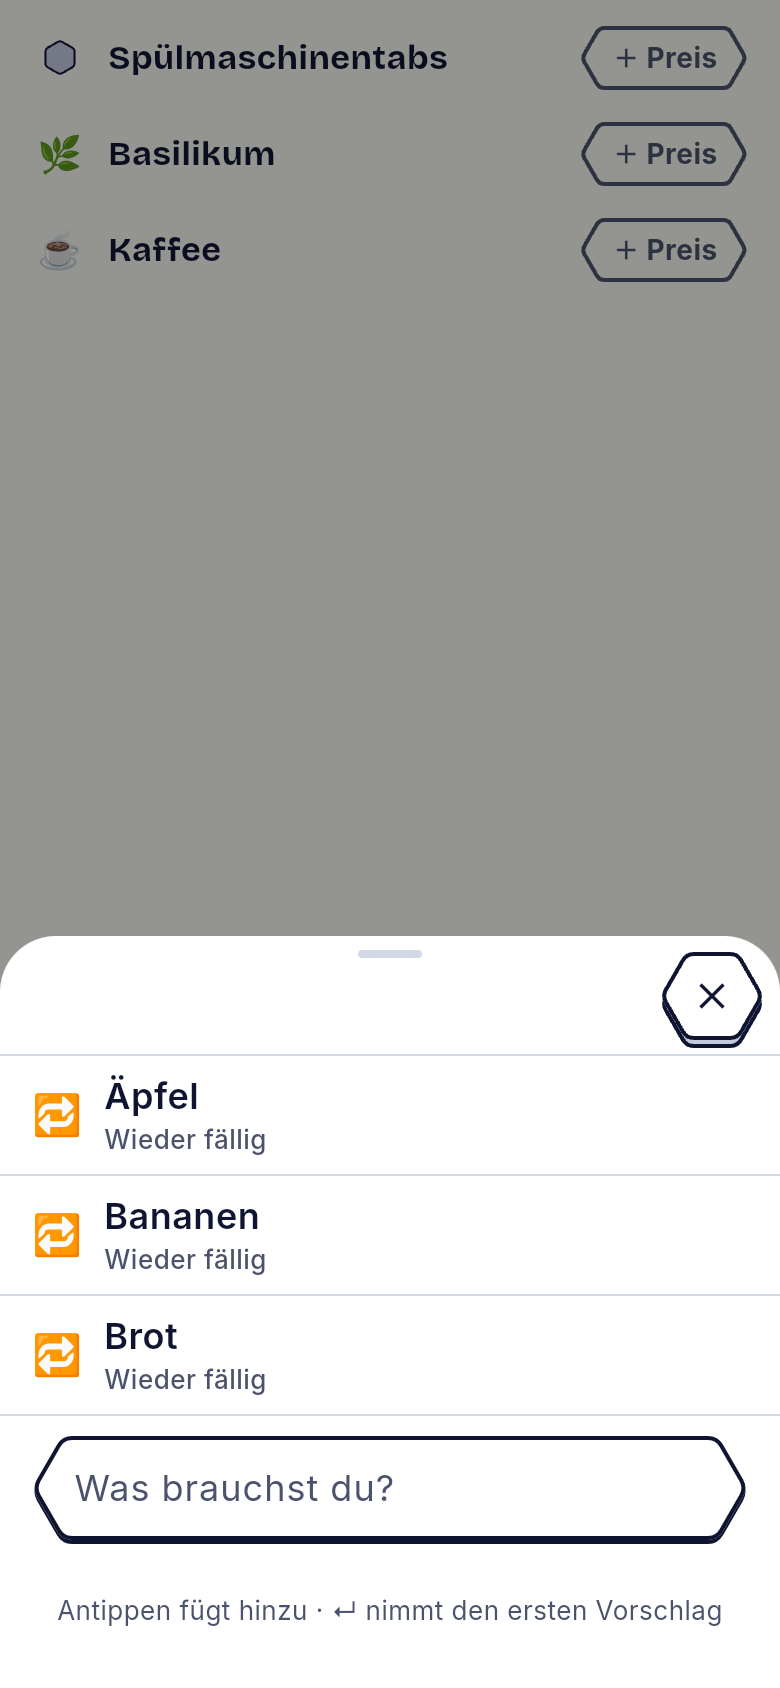 Spülmaschinentabs + Preis
Basilikum + Preis
Kaffee + Preis
Äpfel
Wieder fällig
Bananen
Wieder fällig
Brot
Wieder fällig
Was brauchst du?
Antippen fügt hinzu · ↵ nimmt den ersten Vorschlag